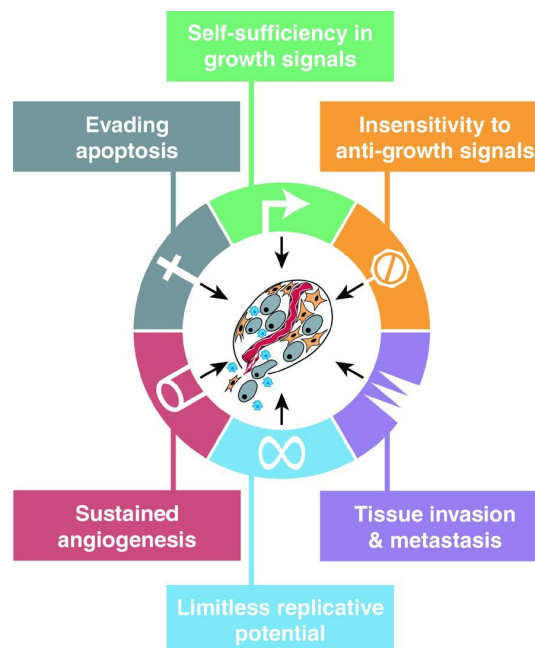 Self-sufficiency in
growth signals
Evading
apoptosis
Insensitivity to
anti-growth signals
Sustained
angiogenesis
Tissue invasion
& metastasis
Limitless replicative
potential